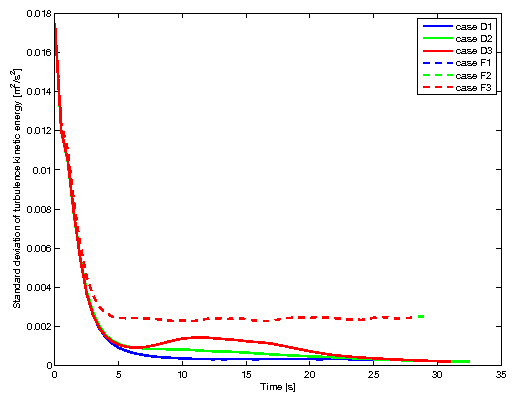 0.018
0.016
0.014
0.012
0.01
0.008
0.006
0.004
0.002
0
Standard deviation of turbulence kinetic energy [m²/s²]
case D1
case D2
case D3
case F1
case F2
case F3
0 5 10 15 20 25 30 35
Time [s]